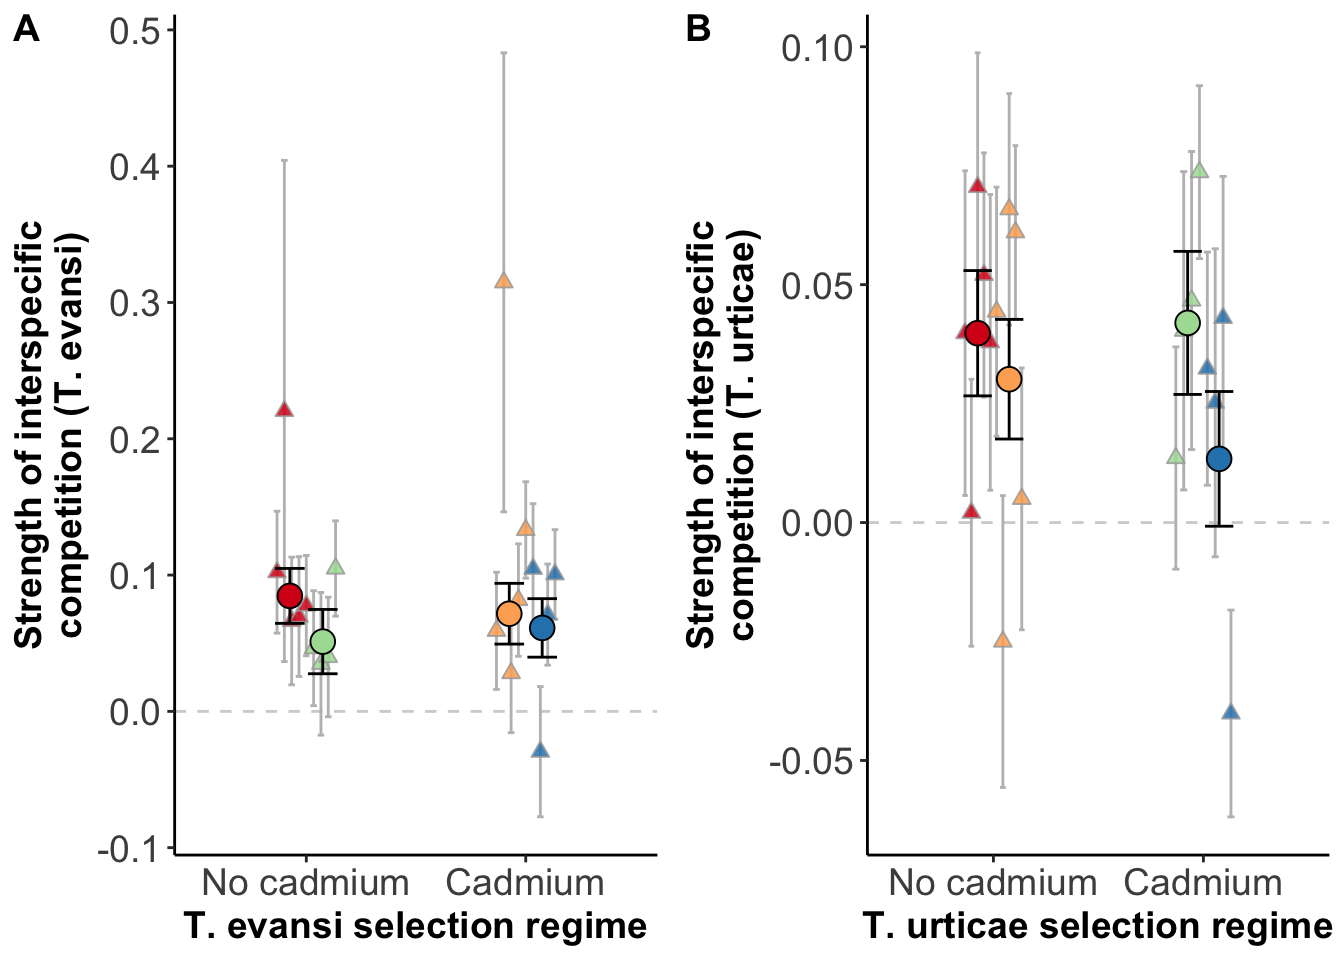 A
Strength of interspecific
competition (T. evansi)
0.5
0.4
0.3
0.2
0.1
0.0
-0.1
No cadmium
Cadmium
T. evansi selection regime
B
Strength of interspecific
competition (T. urticae)
0.10
0.05
0.00
-0.05
No cadmium
Cadmium
T. urticae selection regime